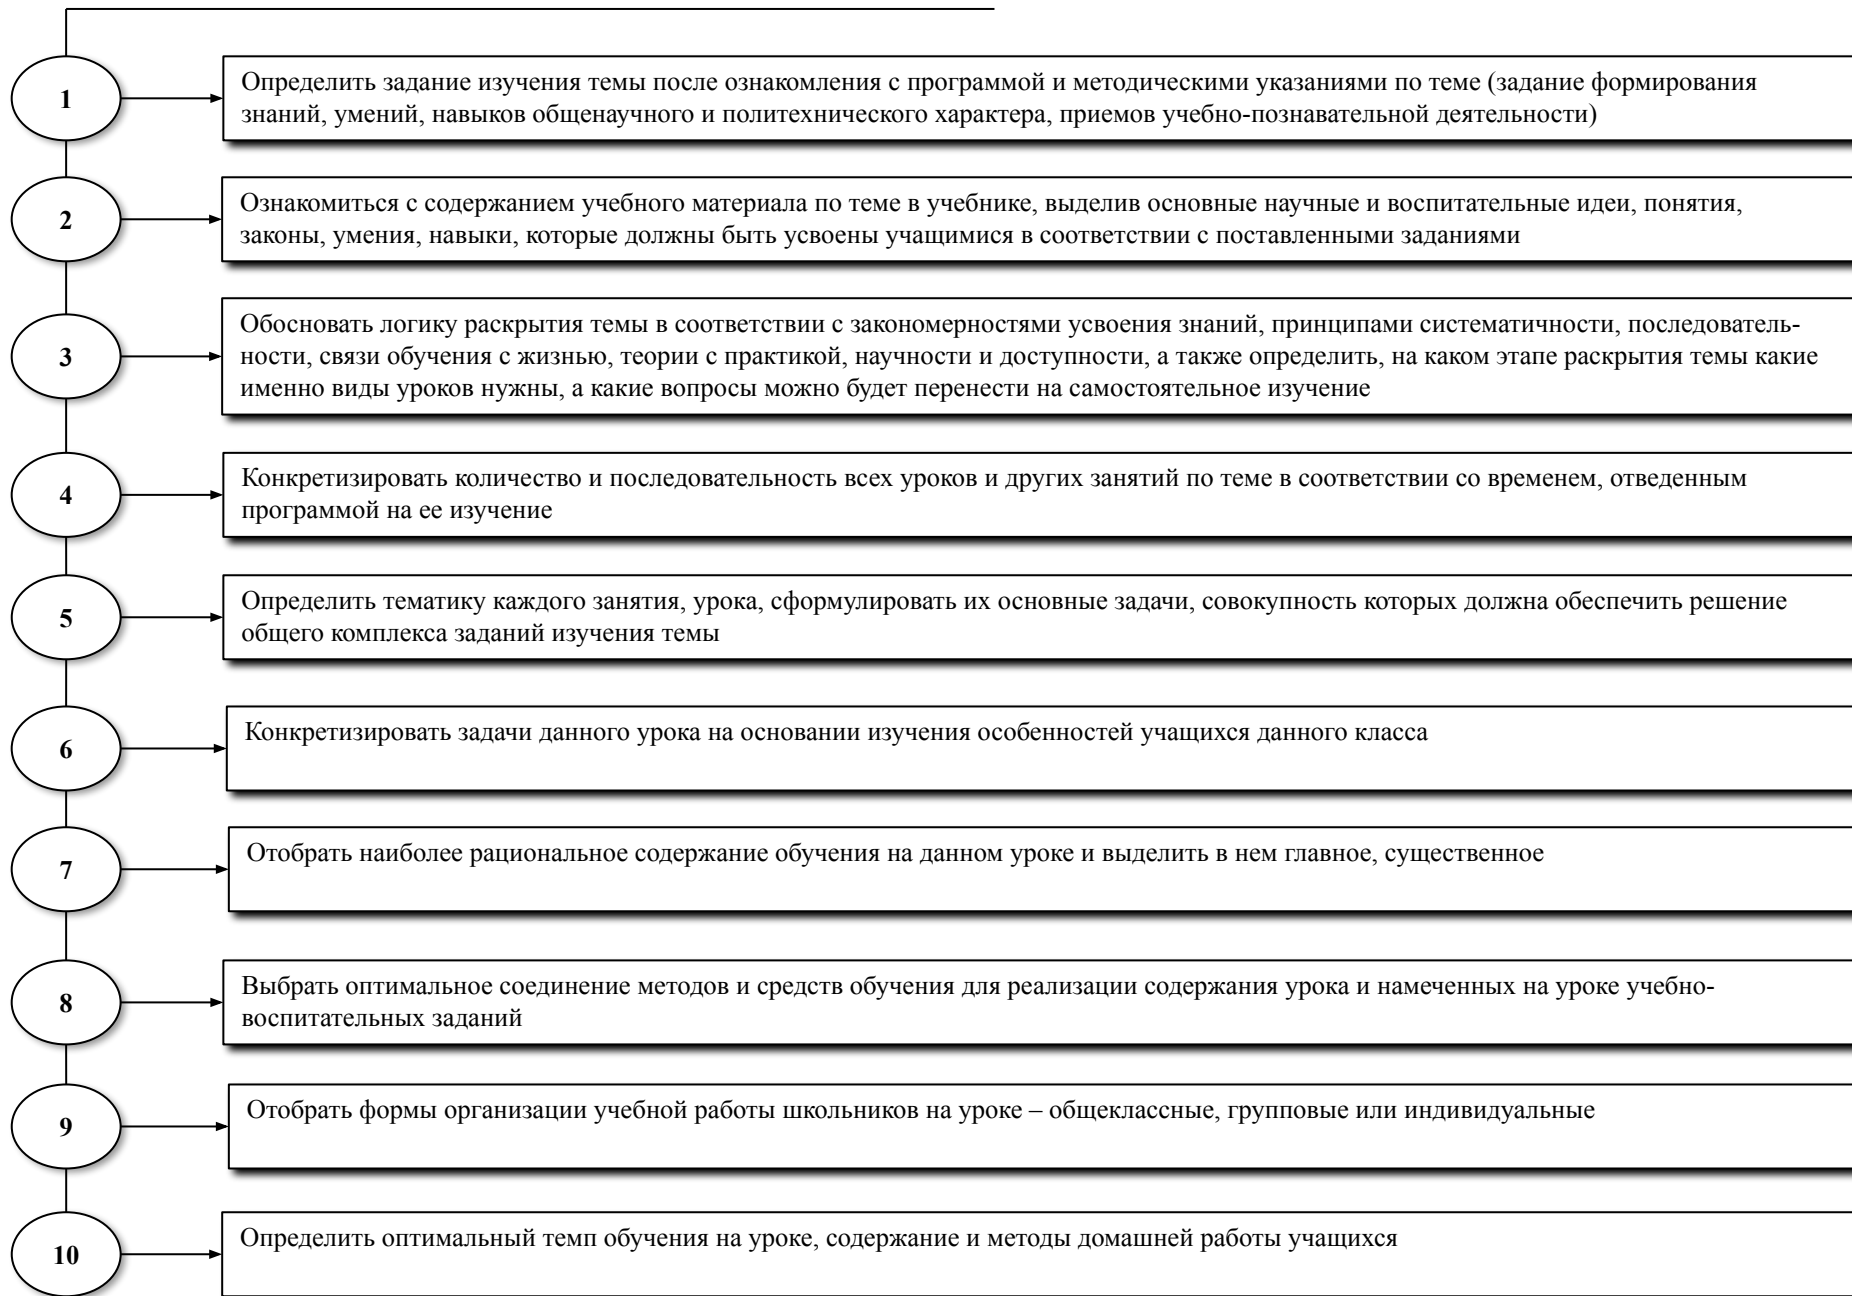 1
Определить задание изучения темы после ознакомления с программой и методическими указаниями по теме (задание формирования
знаний, умений, навыков общенаучного и политехнического характера, приемов учебно-познавательной деятельности)
2
Ознакомиться с содержанием учебного материала по теме в учебнике, выделив основные научные и воспитательные идеи, понятия,
законы, умения, навыки, которые должны быть усвоены учащимися в соответствии с поставленными заданиями
3
Обосновать логику раскрытия темы в соответствии с закономерностями усвоения знаний, принципами систематичности, последователь-
ности, связи обучения с жизнью, теории с практикой, научности и доступности, а также определить, на каком этапе раскрытия темы какие
именно виды уроков нужны, а какие вопросы можно будет перенести на самостоятельное изучение
4
Конкретизировать количество и последовательность всех уроков и других занятий по теме в соответствии со временем, отведенным
программой на ее изучение
5
Определить тематику каждого занятия, урока, сформулировать их основные задачи, совокупность которых должна обеспечить решение
общего комплекса заданий изучения темы
6
Конкретизировать задачи данного урока на основании изучения особенностей учащихся данного класса
7
Отобрать наиболее рациональное содержание обучения на данном уроке и выделить в нем главное, существенное
8
Выбрать оптимальное соединение методов и средств обучения для реализации содержания урока и намеченных на уроке учебно-
воспитательных заданий
9
Отобрать формы организации учебной работы школьников на уроке – общеклассные, групповые или индивидуальные
10
Определить оптимальный темп обучения на уроке, содержание и методы домашней работы учащихся